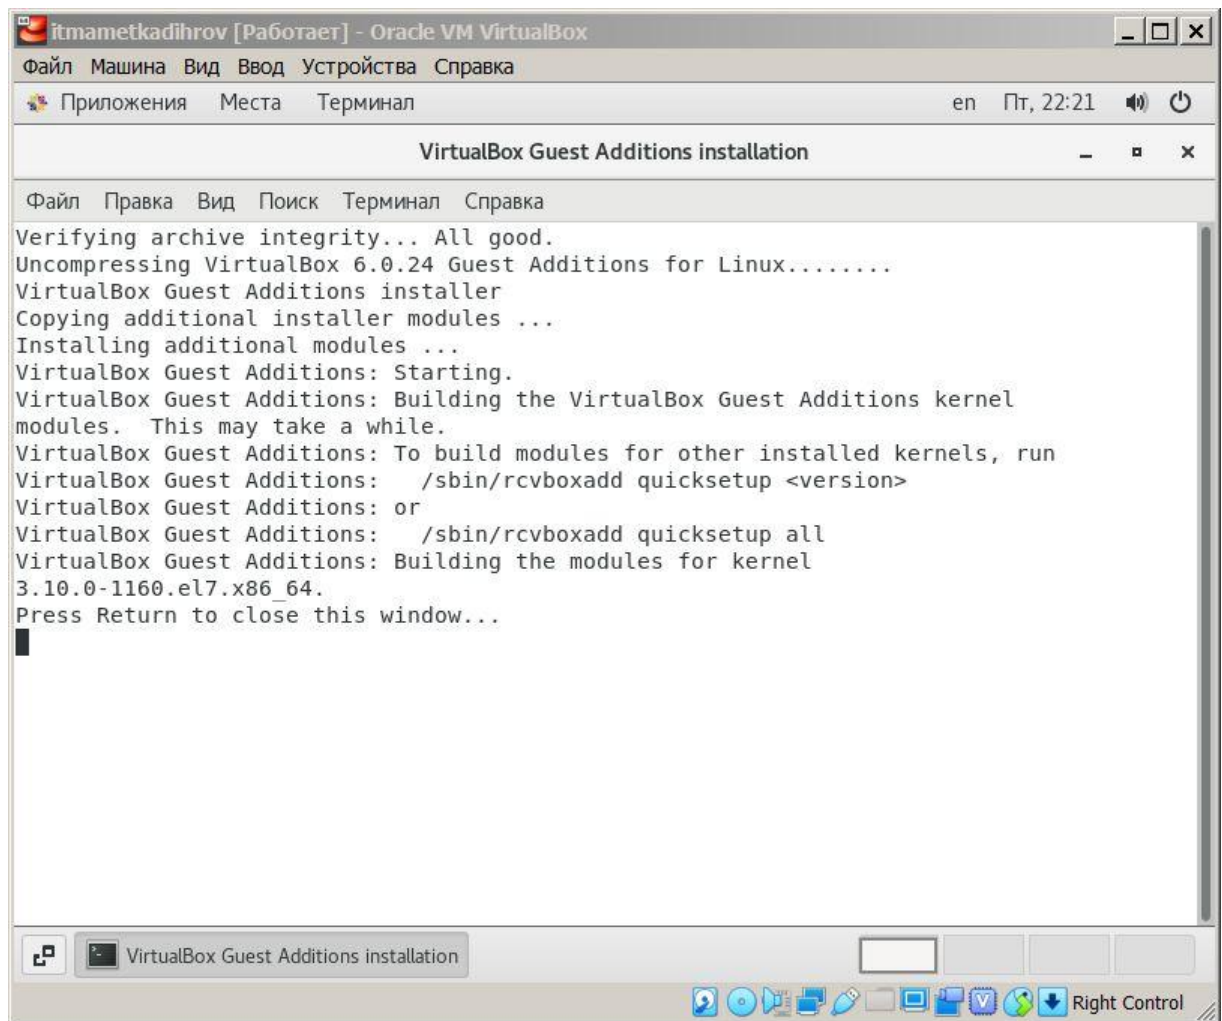 itmametkadihrov [Работает] - Oracle VM VirtualBox
Файл Машина Вид Ввод Устройства Справка
Приложения Места Терминал en Пт, 22:21
VirtualBox Guest Additions installation
Файл Правка Вид Поиск Терминал Справка
Verifying archive integrity... All good.
Uncompressing VirtualBox 6.0.24 Guest Additions for Linux........
VirtualBox Guest Additions installer
Copying additional installer modules ...
Installing additional modules ...
VirtualBox Guest Additions: Starting.
VirtualBox Guest Additions: Building the VirtualBox Guest Additions kernel
modules.  This may take a while.
VirtualBox Guest Additions: To build modules for other installed kernels, run
VirtualBox Guest Additions:   /sbin/rcvboxadd quicksetup <version>
VirtualBox Guest Additions: or
VirtualBox Guest Additions:   /sbin/rcvboxadd quicksetup all
VirtualBox Guest Additions: Building the modules for kernel
3.10.0-1160.el7.x86_64.
Press Return to close this window...
VirtualBox Guest Additions installation
Right Control